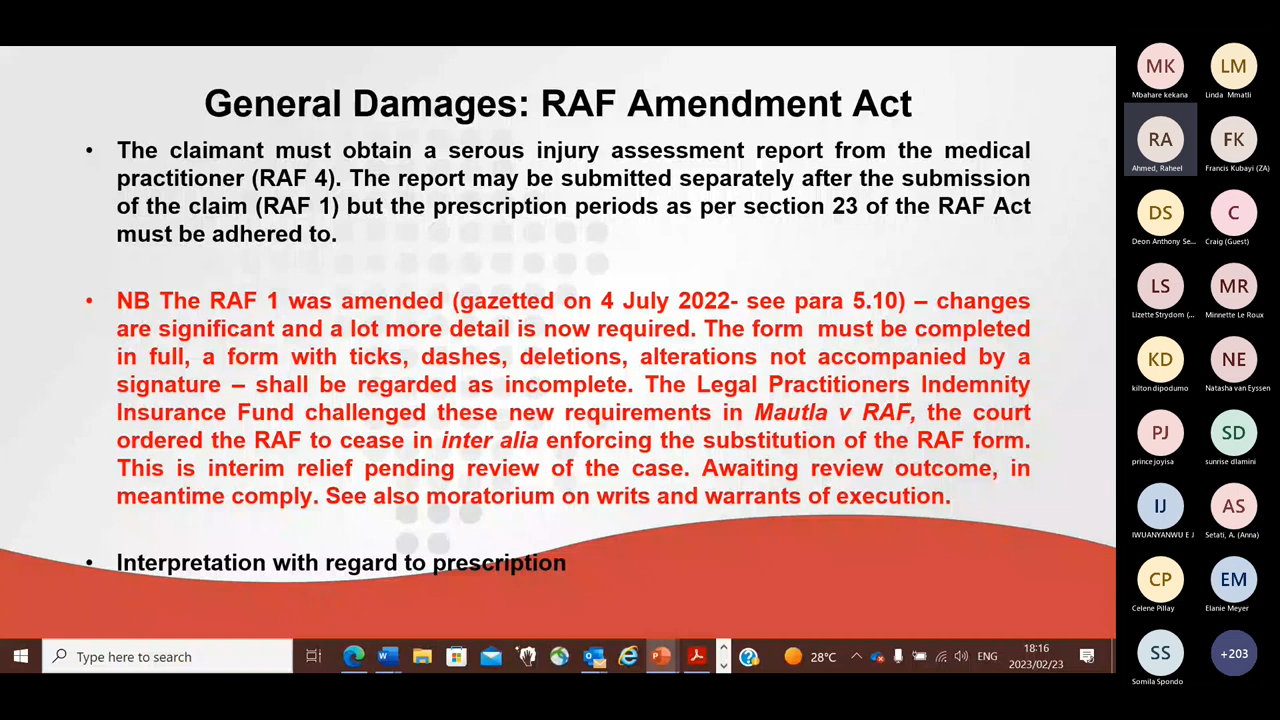 General Damages: RAF Amendment Act
• The claimant must obtain a serous injury assessment report from the medical
practitioner (RAF 4). The report may be submitted separately after the submission
of the claim (RAF 1) but the prescription periods as per section 23 of the RAF Act
must be adhered to.
• NB The RAF 1 was amended (gazetted on 4 July 2022- see para 5.10) – changes
are significant and a lot more detail is now required. The form must be completed
in full, a form with ticks, dashes, deletions, alterations not accompanied by a
signature – shall be regarded as incomplete. The Legal Practitioners Indemnity
Insurance Fund challenged these new requirements in Mautla v RAF, the court
ordered the RAF to cease in inter alia enforcing the substitution of the RAF form.
This is interim relief pending review of the case. Awaiting review outcome, in
meantime comply. See also moratorium on writs and warrants of execution.
• Interpretation with regard to prescription
Type here to search
28°C
ENG
18:16
2023/02/23
MK
Mbahare kekana
LM
Linda Mmatli
RA
Ahmed, Raheel
FK
Francis Kubayi (ZA)
DS
Deon Anthony Se...
C
Craig (Guest)
LS
Lizette Strydom (...
MR
Minnette Le Roux
KD
kilton dipodumo
NE
Natasha van Eyssen
PJ
prince joyisa
SD
sunrise dlamini
IJ
IWUANYANWU E J
AS
Setati, A. (Anna)
CP
Celene Pillay
EM
Elanie Meyer
SS
Somila Spondo
+203